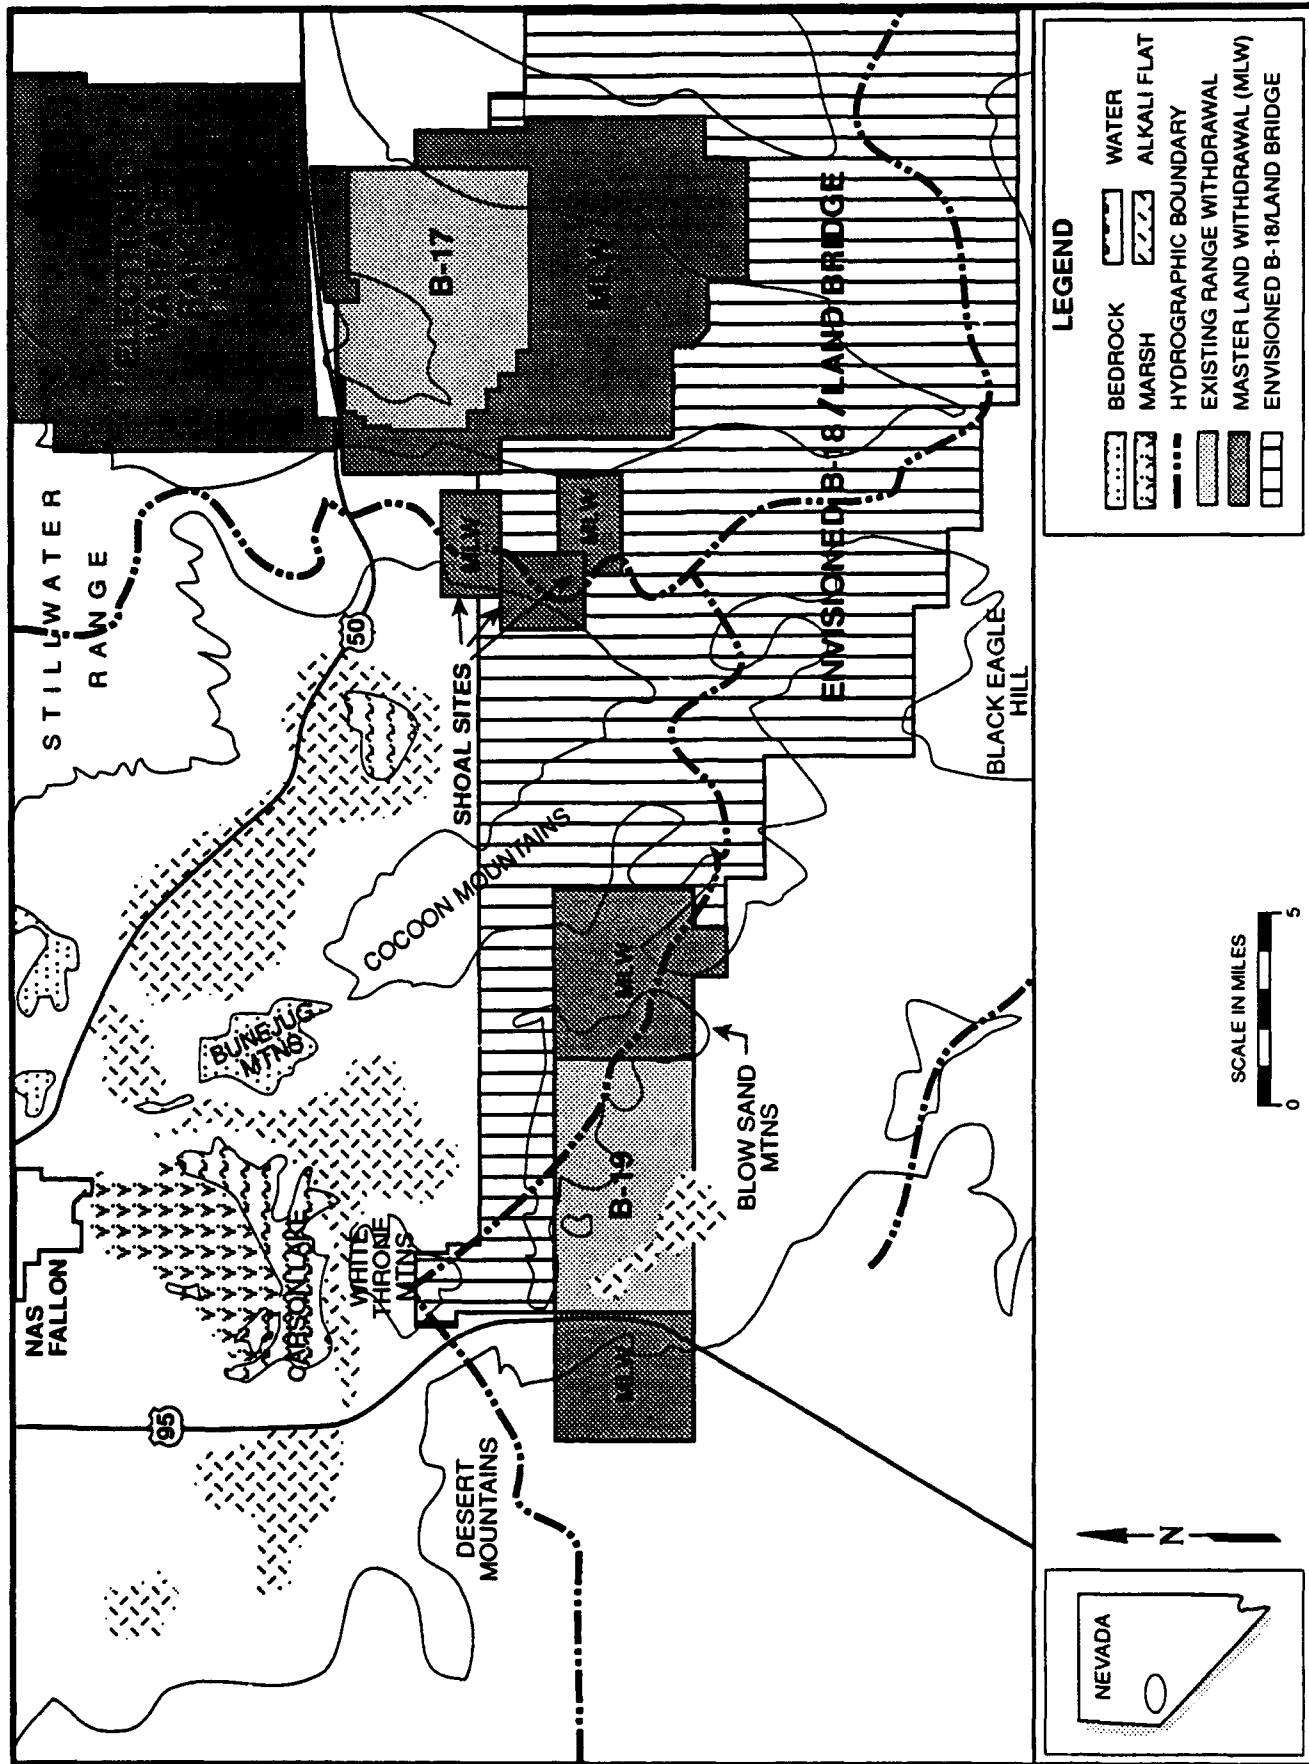 STILLWATER
RANGE
NAS
FALLON
95
50
BUNEJUG
MTNS
CARSON LAKE
WHITE
THRONE
MTNS
COCOON MOUNTAINS
SHOAL SITES
DESERT
MOUNTAINS
B-17
MLW
MLW
MLW
MLW
MLW
B-19
BLOW SAND
MTNS
ENVISIONED B-18 / LAND BRIDGE
BLACK EAGLE
HILL
NEVADA
N
SCALE IN MILES
0
5
LEGEND
BEDROCK
WATER
MARSH
ALKALI FLAT
HYDROGRAPHIC BOUNDARY
EXISTING RANGE WITHDRAWAL
MASTER LAND WITHDRAWAL (MLW)
ENVISIONED B-18/LAND BRIDGE